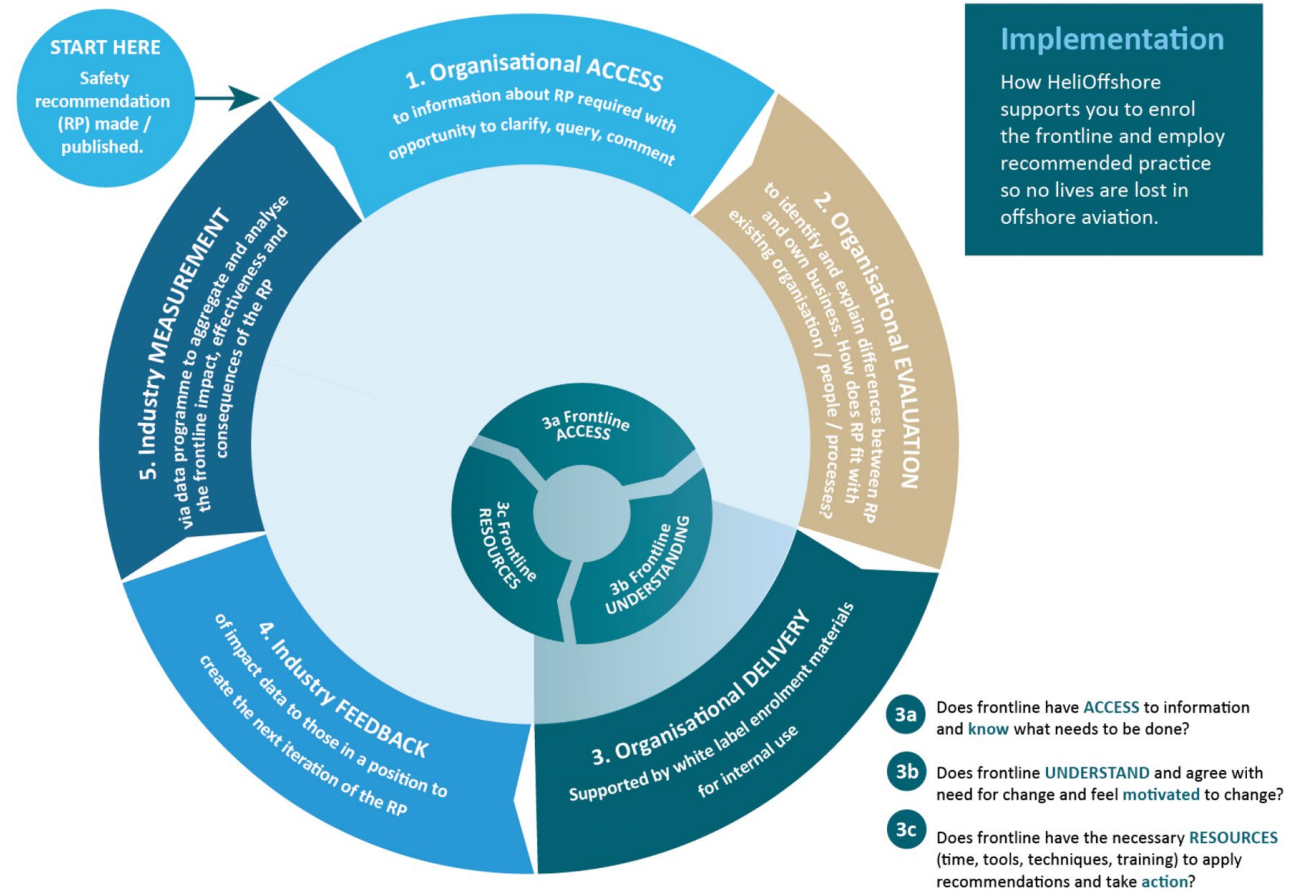 START HERE
Safety
recommendation
(RP) made /
published.
1. Organisational ACCESS
to information about RP required with
opportunity to clarify, query, comment
2. Organisational EVALUATION
to identify and explain differences between RP
and own business. How does RP fit with
existing organisation / people / processes?
3. Organisational DELIVERY
Supported by white label enrolment materials
for internal use
3a Frontline
ACCESS
3b Frontline
UNDERSTANDING
3c Frontline
RESOURCES
4. Industry FEEDBACK
of impact data to those in a position to
create the next iteration of the RP
5. Industry MEASUREMENT
via data programme to aggregate and analyse
the frontline impact, effectiveness and
consequences of the RP
Implementation
How HeliOffshore
supports you to enrol
the frontline and employ
recommended practice
so no lives are lost in
offshore aviation.
3a
Does frontline have ACCESS to information
and know what needs to be done?
3b
Does frontline UNDERSTAND and agree with
need for change and feel motivated to change?
3c
Does frontline have the necessary RESOURCES
(time, tools, techniques, training) to apply
recommendations and take action?